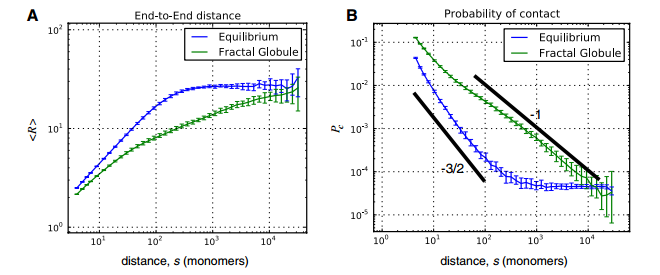 A
End-to-End distance
10²
10¹
10⁰
<R>
Equilibrium
Fractal Globule
10¹
10²
10³
10⁴
distance, s (monomers)
B
Probability of contact
10⁻¹
10⁻²
10⁻³
10⁻⁴
10⁻⁵
P_c
Equilibrium
Fractal Globule
-1
-3/2
10⁰
10¹
10²
10³
10⁴
distance, s (monomers)